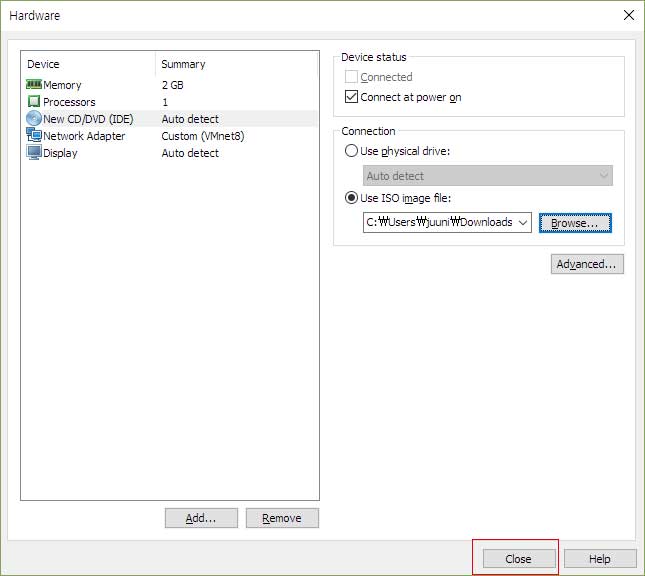 Hardware
Device Summary
Memory 2 GB
Processors 1
New CD/DVD (IDE) Auto detect
Network Adapter Custom (VMnet8)
Display Auto detect
Add... Remove
Device status
Connected
Connect at power on
Connection
Use physical drive:
Auto detect
Use ISO image file:
C:₩Users₩juuni₩Downloads Browse...
Advanced...
Close Help